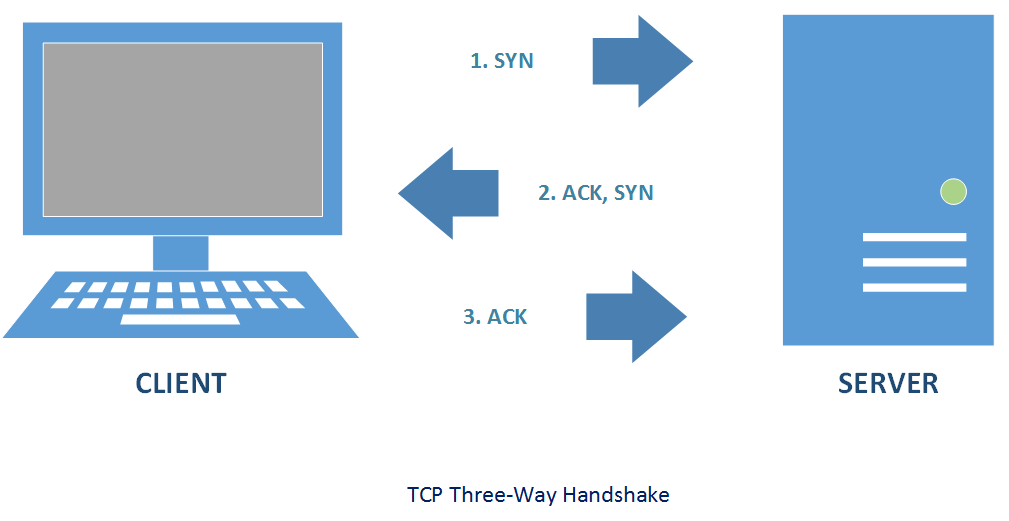 1. SYN
2. ACK, SYN
3. ACK
CLIENT
SERVER
TCP Three-Way Handshake